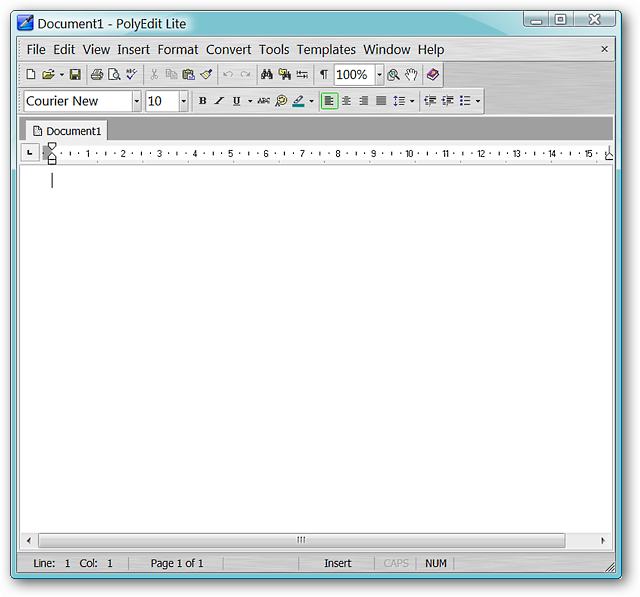 Document1 - PolyEdit Lite
File Edit View Insert Format Convert Tools Templates Window Help
100%
Courier New 10 B I U ABC
Document1
1 2 3 4 5 6 7 8 9 10 11 12 13 14 15
Line: 1 Col: 1 Page 1 of 1 Insert CAPS NUM